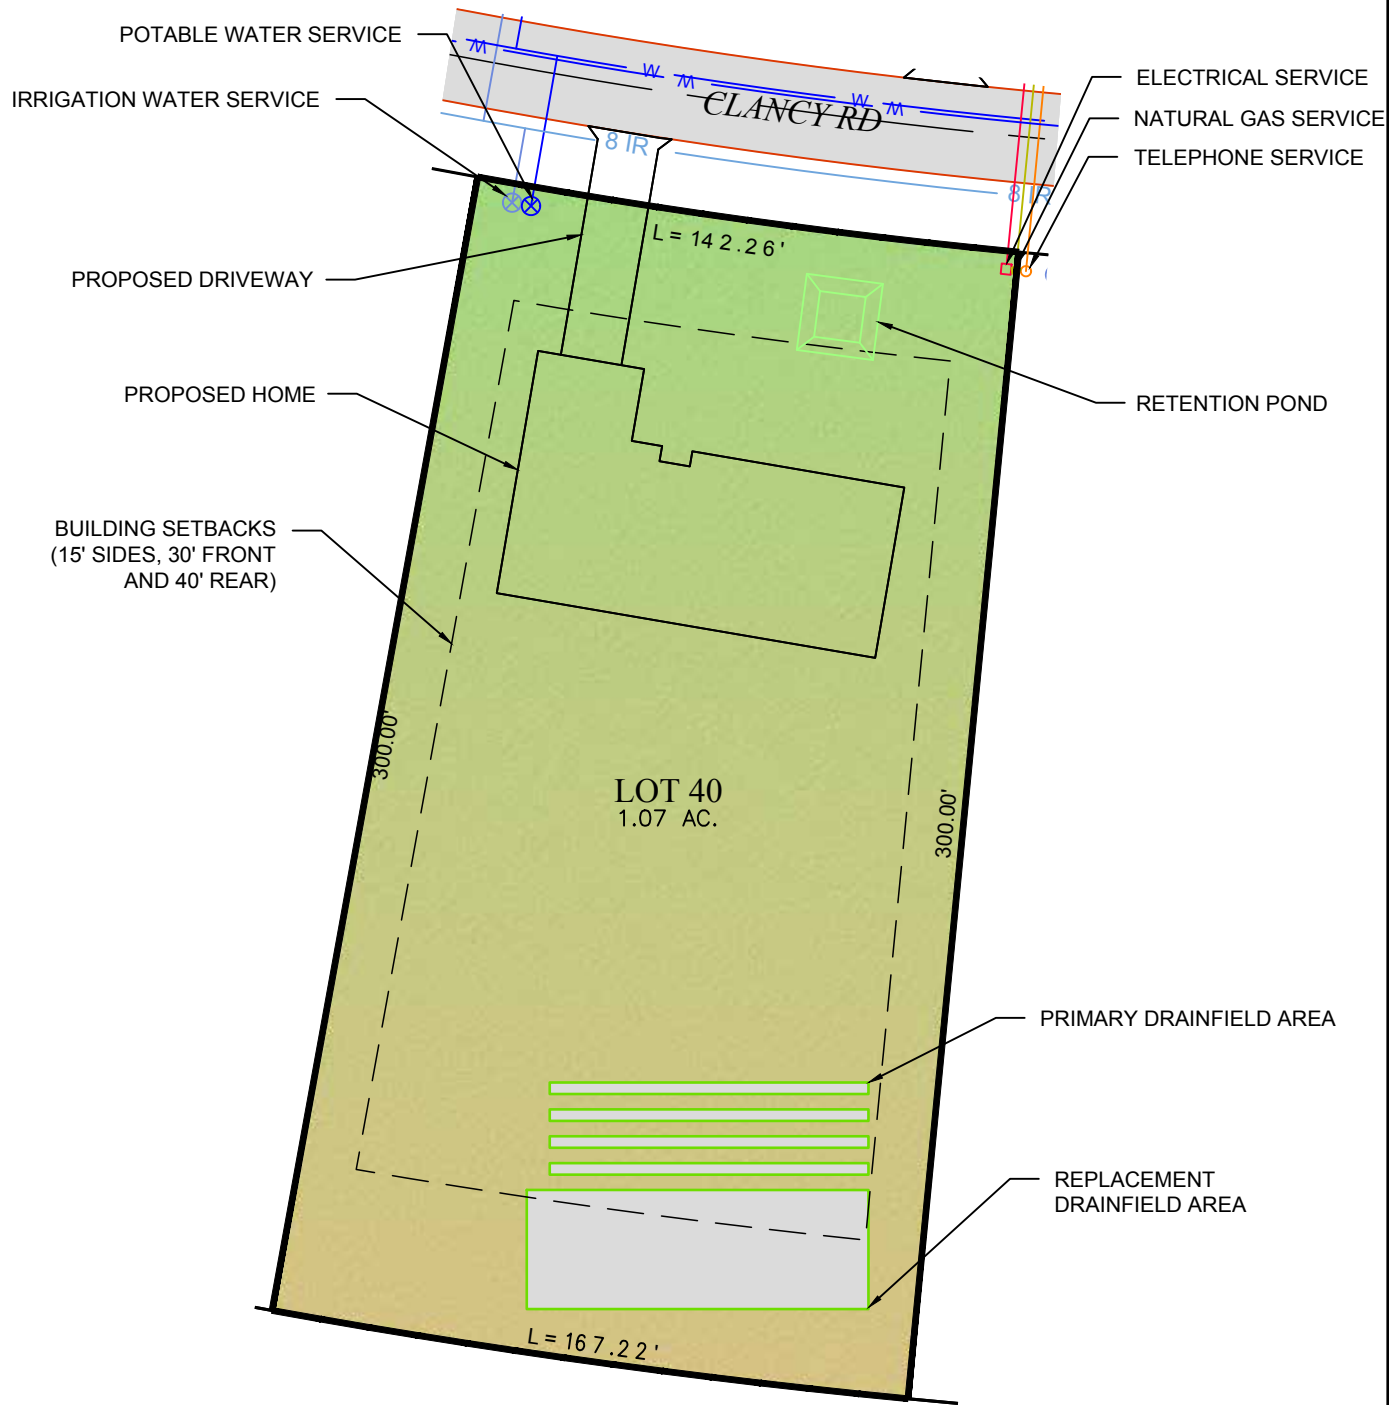 POTABLE WATER SERVICE
IRRIGATION WATER SERVICE
ELECTRICAL SERVICE
NATURAL GAS SERVICE
TELEPHONE SERVICE
W W W W W
CLANCY RD
8 IR
8 IR
L = 142.26'
PROPOSED DRIVEWAY
PROPOSED HOME
RETENTION POND
BUILDING SETBACKS
(15' SIDES, 30' FRONT
AND 40' REAR)
300.00'
LOT 40
1.07 AC.
300.00'
PRIMARY DRAINFIELD AREA
REPLACEMENT
DRAINFIELD AREA
L = 167.22'